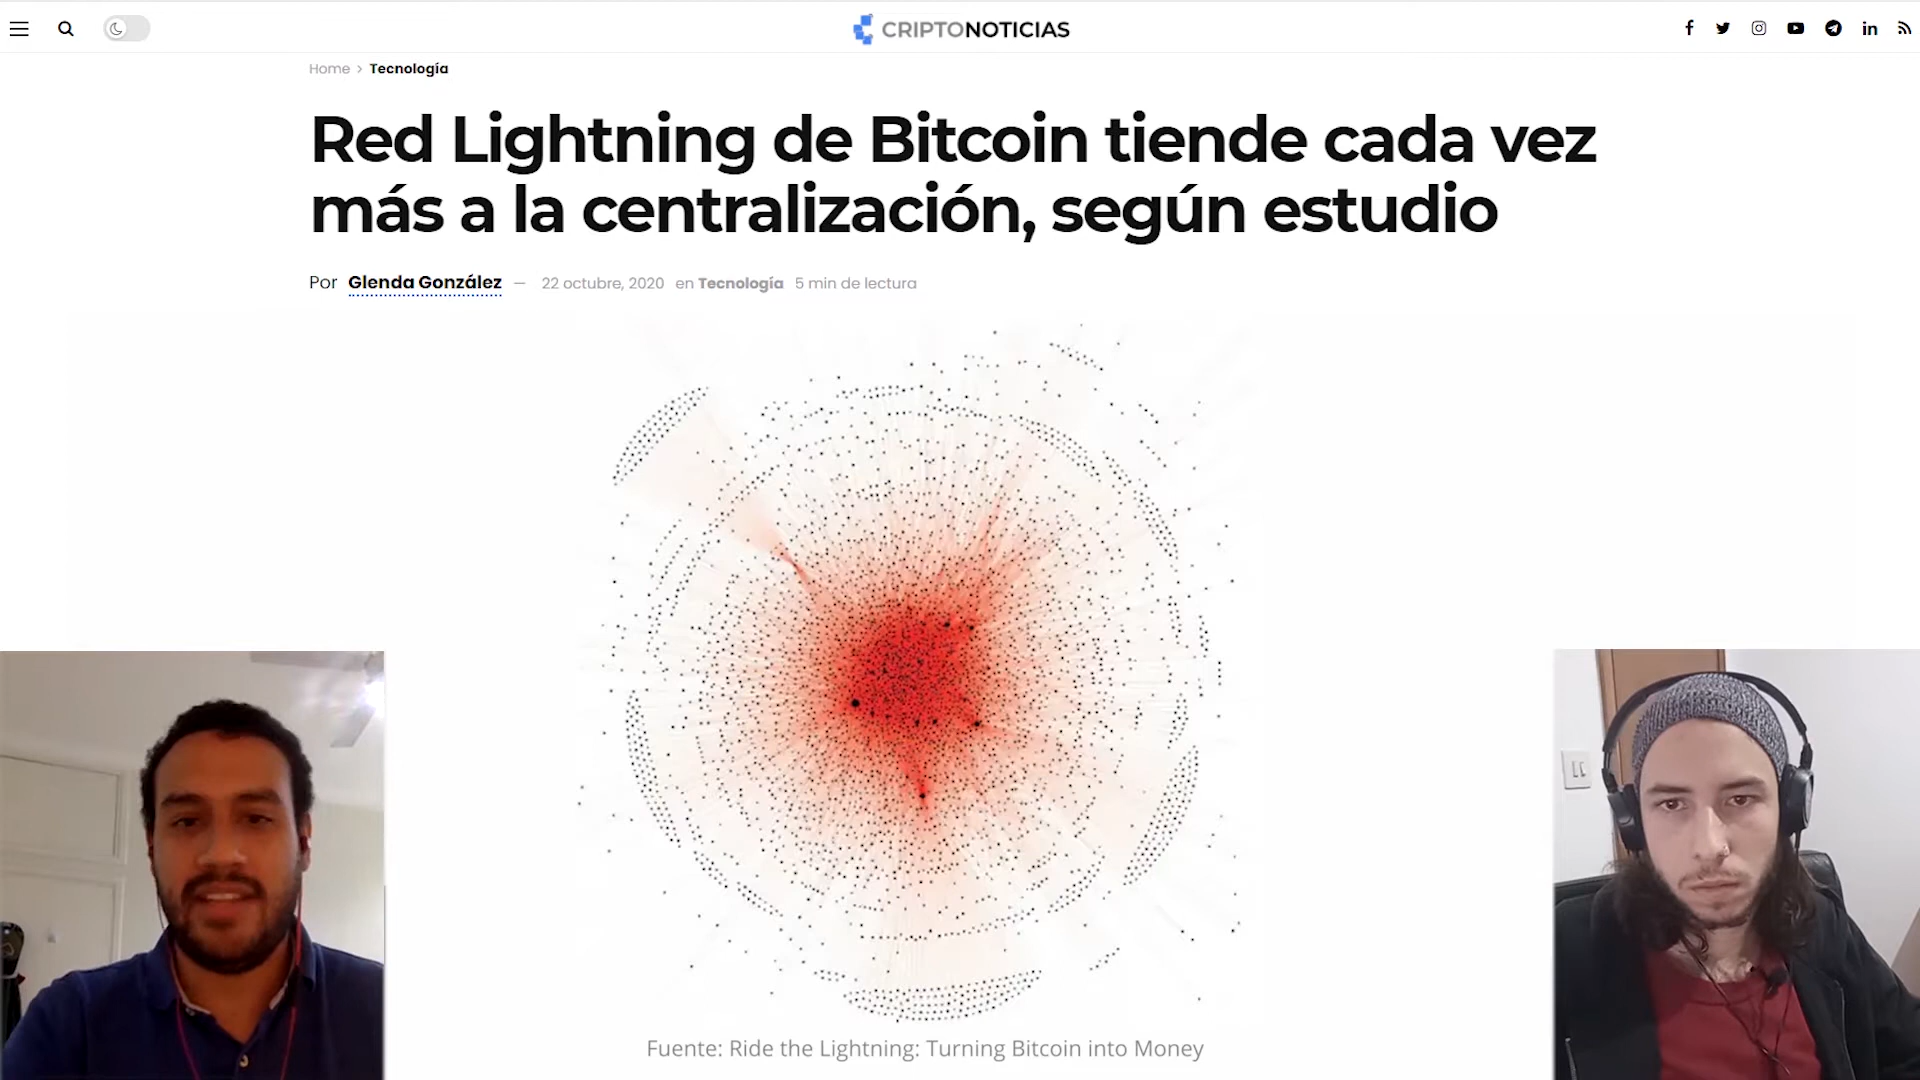 CRIPTONOTICIAS
Home > Tecnología
Red Lightning de Bitcoin tiende cada vez
más a la centralización, según estudio
Por Glenda González — 22 octubre, 2020 en Tecnología 5 min de lectura
Fuente: Ride the Lightning: Turning Bitcoin into Money